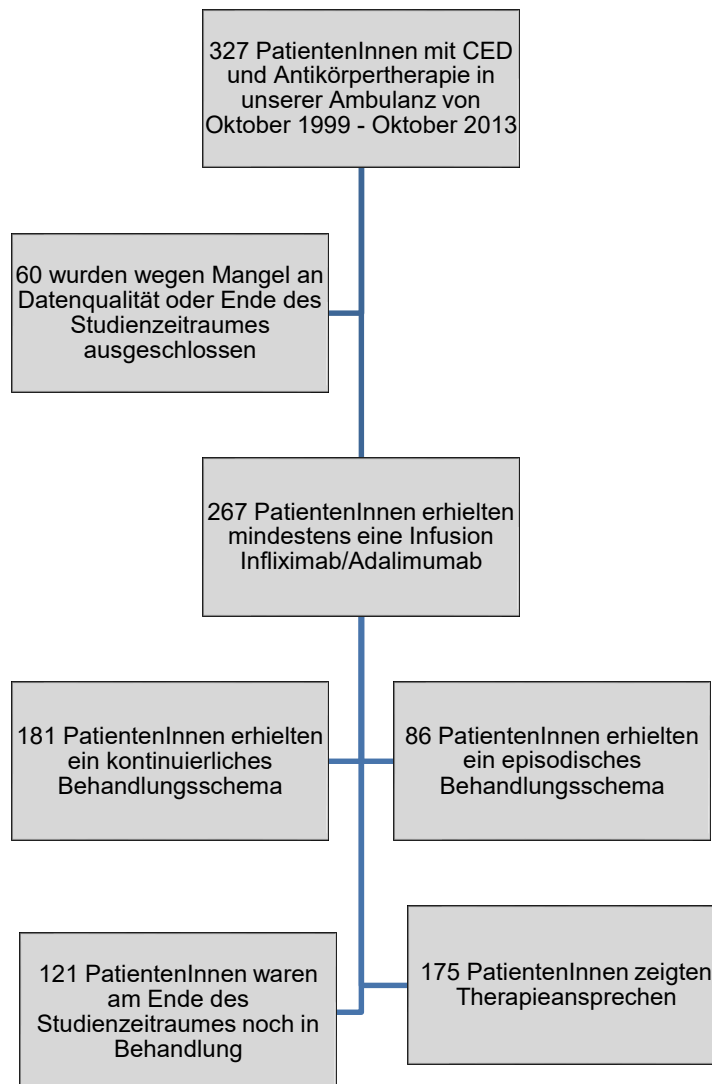 327 PatientenInnen mit CED
und Antikörpertherapie in
unserer Ambulanz von
Oktober 1999 - Oktober 2013
60 wurden wegen Mangel an
Datenqualität oder Ende des
Studienzeitraumes
ausgeschlossen
267 PatientenInnen erhielten
mindestens eine Infusion
Infliximab/Adalimumab
181 PatientenInnen erhielten
ein kontinuierliches
Behandlungsschema
86 PatientenInnen erhielten
ein episodisches
Behandlungsschema
121 PatientenInnen waren
am Ende des
Studienzeitraumes noch in
Behandlung
175 PatientenInnen zeigten
Therapieansprechen